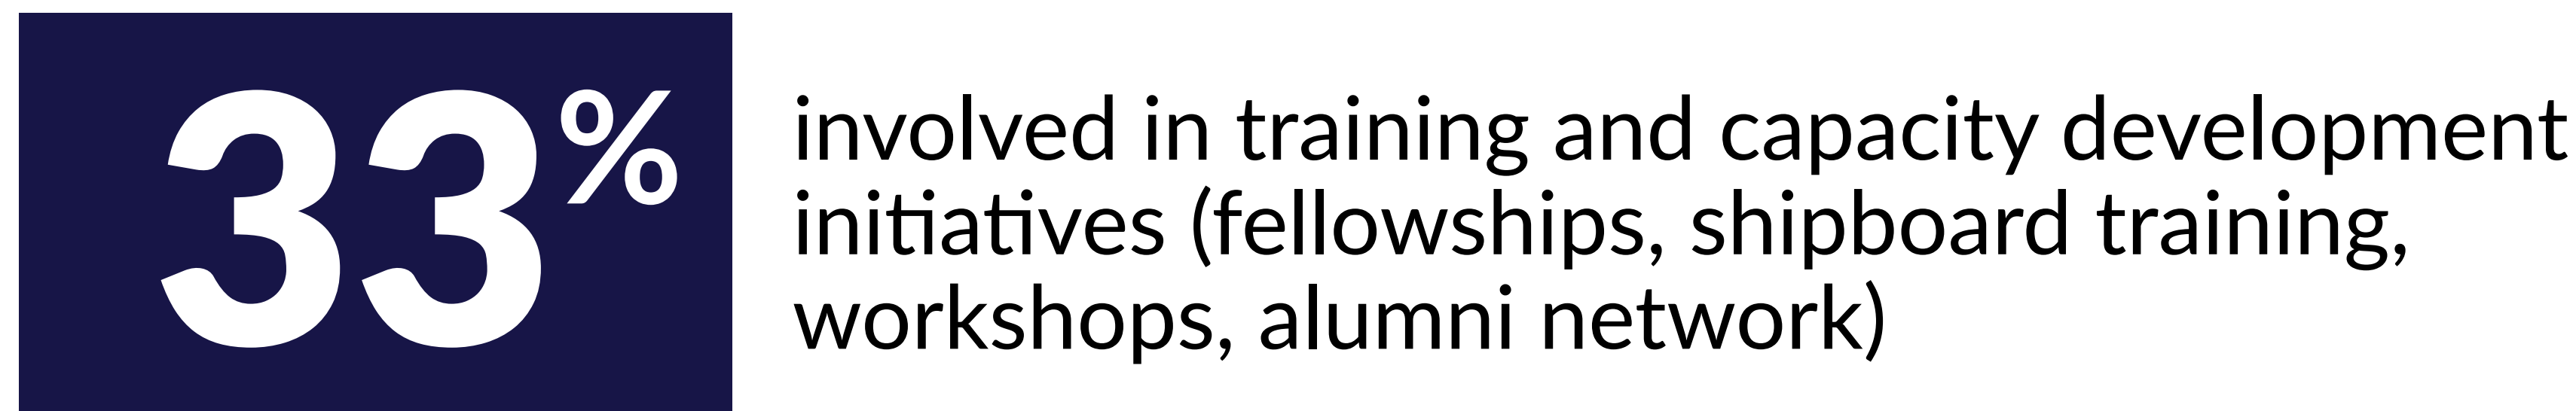 33%
involved in training and capacity development
initiatives (fellowships, shipboard training,
workshops, alumni network)